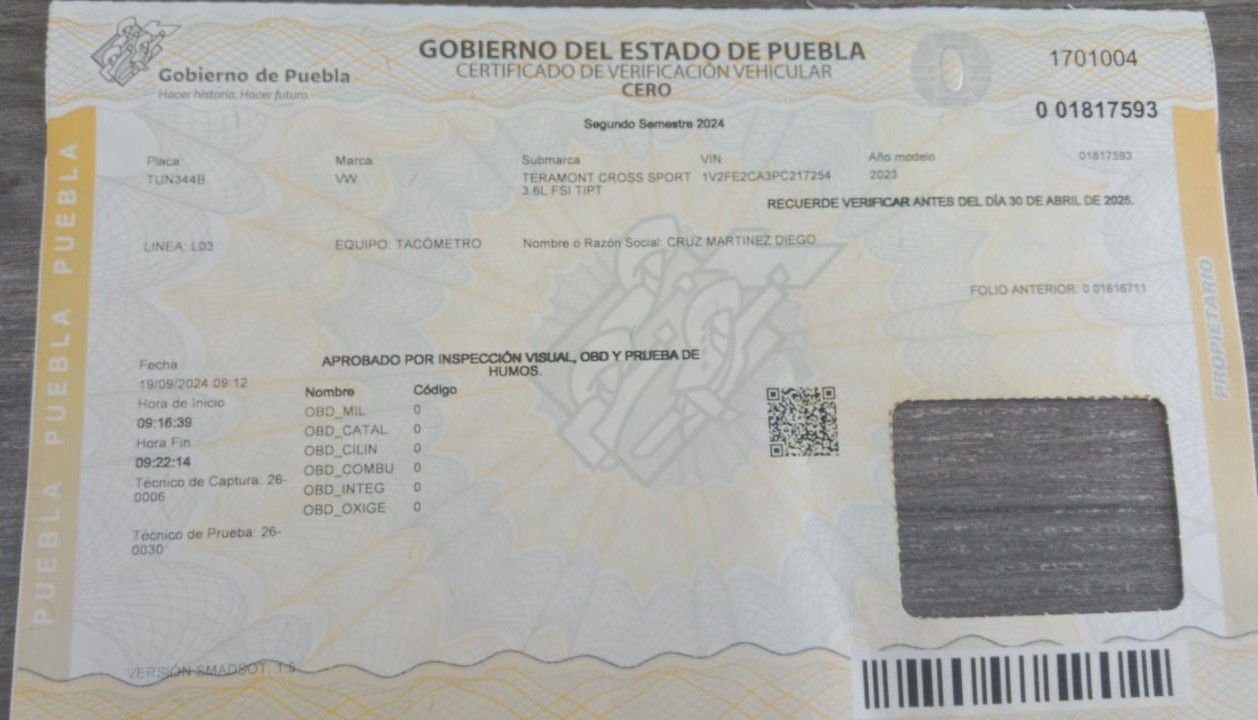 Gobierno de Puebla
Hacer historia. Hacer futuro.
GOBIERNO DEL ESTADO DE PUEBLA
CERTIFICADO DE VERIFICACIÓN VEHICULAR
CERO
0
1701004
0 01817593
Segundo Semestre 2024
Placa Marca Submarca VIN Año modelo 01817593
TUN344B VW TERAMONT CROSS SPORT 1V2FE2CA3PC217254 2023
3.6L FSI TIPT
RECUERDE VERIFICAR ANTES DEL DÍA 30 DE ABRIL DE 2025.
LINEA: L03 EQUIPO: TACÓMETRO Nombre o Razón Social: CRUZ MARTINEZ DIEGO
FOLIO ANTERIOR: 0 01616711
APROBADO POR INSPECCIÓN VISUAL, OBD Y PRUEBA DE
HUMOS.
Fecha
19/09/2024 09:12
Hora de Inicio
09:16:39
Hora Fin
09:22:14
Técnico de Captura: 26-
0006
Técnico de Prueba: 26-
0030
Nombre Código
OBD_MIL 0
OBD_CATAL 0
OBD_CILIN 0
OBD_COMBU 0
OBD_INTEG 0
OBD_OXIGE 0
VERSIÓN SMADSOT: 1.5
PUEBLA PUEBLA PUEBLA PUEBLA
PROPIETARIO